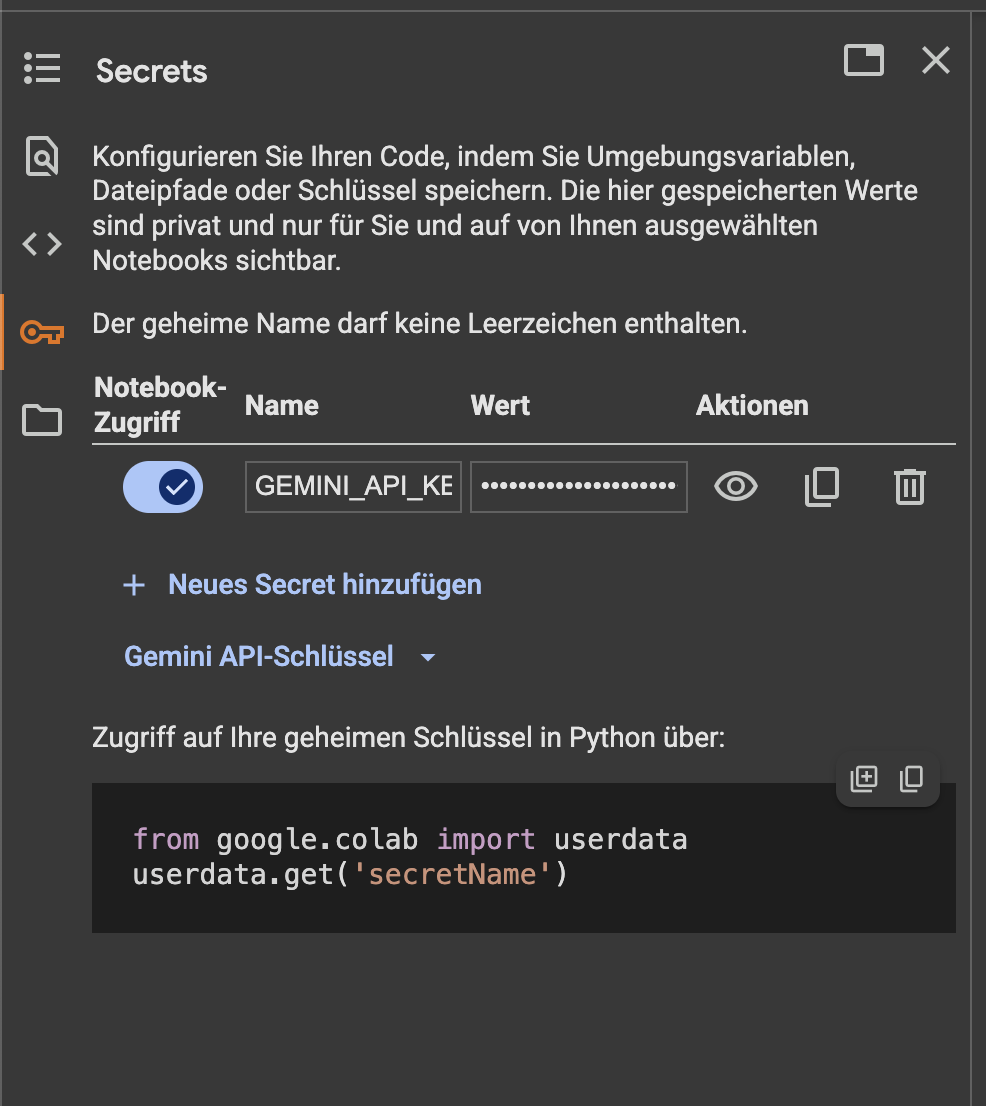 Secrets
Konfigurieren Sie Ihren Code, indem Sie Umgebungsvariablen,
Dateipfade oder Schlüssel speichern. Die hier gespeicherten Werte
sind privat und nur für Sie und auf von Ihnen ausgewählten
Notebooks sichtbar.
Der geheime Name darf keine Leerzeichen enthalten.
Notebook-
Zugriff
Name
Wert
Aktionen
GEMINI_API_KE
••••••••••••••••••••
Neues Secret hinzufügen
Gemini API-Schlüssel
Zugriff auf Ihre geheimen Schlüssel in Python über:
from google.colab import userdata
userdata.get('secretName')